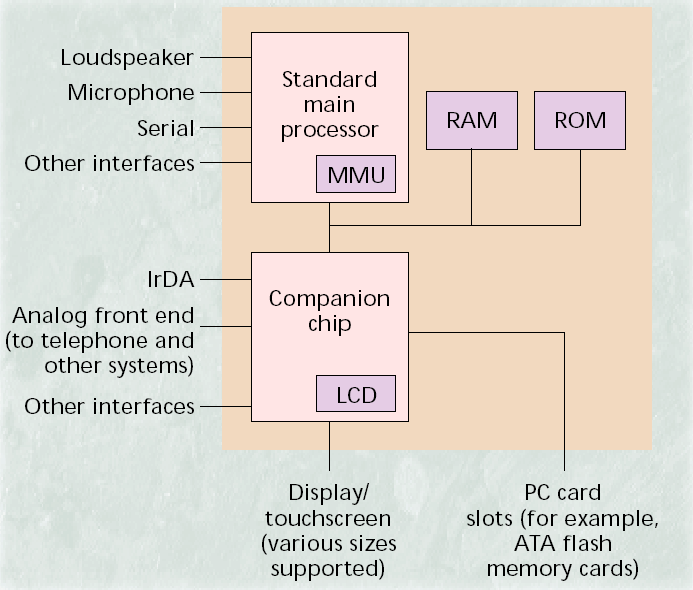 Loudspeaker
Microphone
Serial
Other interfaces
Standard
main
processor
MMU
RAM
ROM
IrDA
Analog front end
(to telephone and
other systems)
Other interfaces
Companion
chip
LCD
Display/
touchscreen
(various sizes
supported)
PC card
slots (for example,
ATA flash
memory cards)